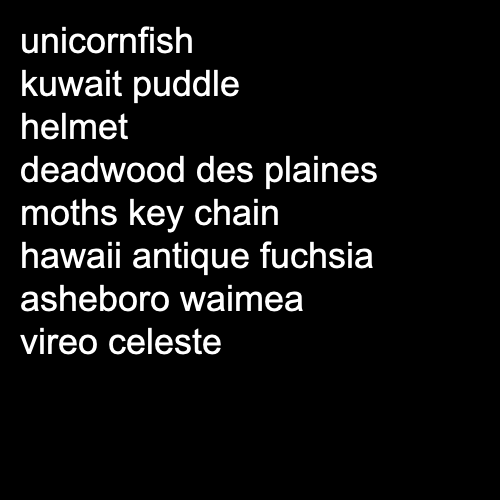 unicornfish
kuwait puddle
helmet
deadwood des plaines
moths key chain
hawaii antique fuchsia
asheboro waimea
vireo celeste